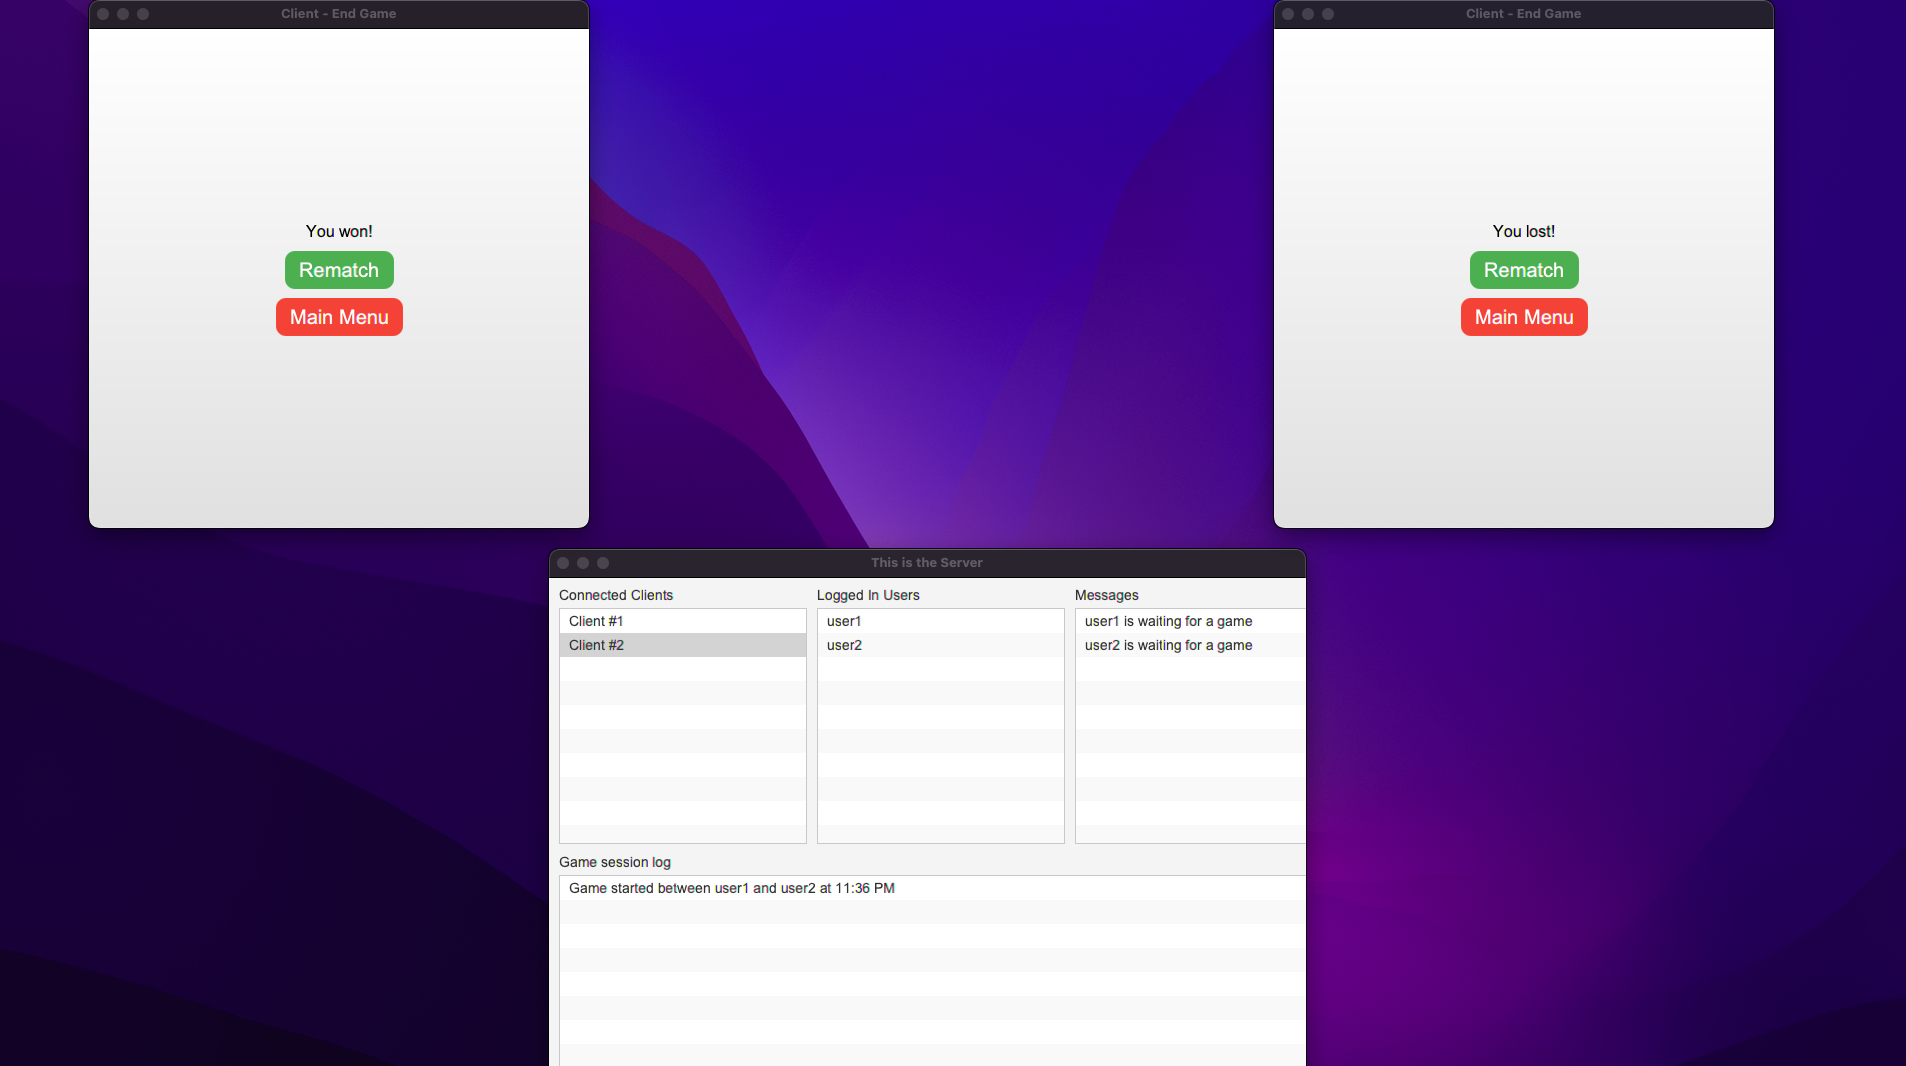 Client - End Game
You won!
Rematch
Main Menu
Client - End Game
You lost!
Rematch
Main Menu
This is the Server
Connected Clients
Client #1
Client #2
Logged In Users
user1
user2
Messages
user1 is waiting for a game
user2 is waiting for a game
Game session log
Game started between user1 and user2 at 11:36 PM